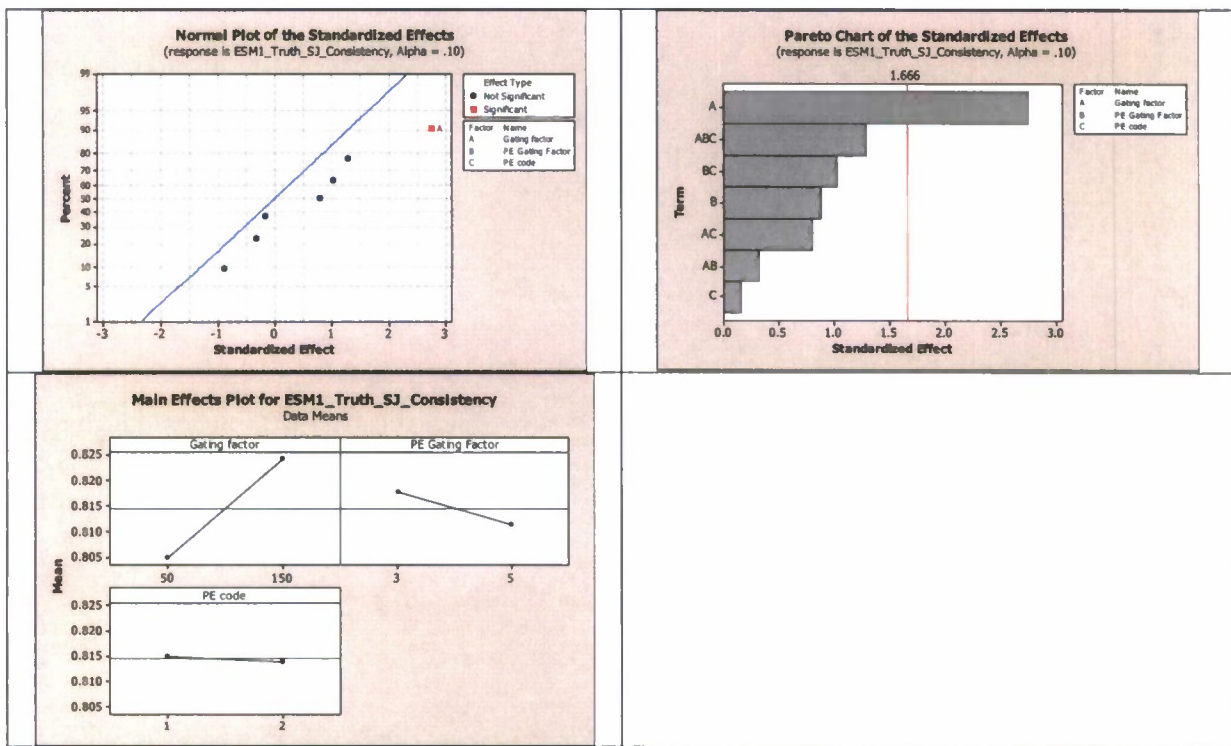 Normal Plot of the Standardized Effects
(response is ESM1_Truth_SJ_Consistency, Alpha = .10)
99
95
90
80
70
60
50
40
30
20
10
5
1
Percent
-3 -2 -1 0 1 2 3
Standardized Effect
A
Effect Type
Not Significant
Significant
Factor Name
A Gating factor
B PE Gating Factor
C PE code
Pareto Chart of the Standardized Effects
(response is ESM1_Truth_SJ_Consistency, Alpha = .10)
1.666
Term
A
ABC
BC
B
AC
AB
C
0.0 0.5 1.0 1.5 2.0 2.5 3.0
Standardized Effect
Factor Name
A Gating factor
B PE Gating Factor
C PE code
Main Effects Plot for ESM1_Truth_SJ_Consistency
Data Means
Gating factor PE Gating Factor
0.825
0.820
0.815
0.810
0.805
50 150 3 5
Mean
PE code
0.825
0.820
0.815
0.810
0.805
1 2